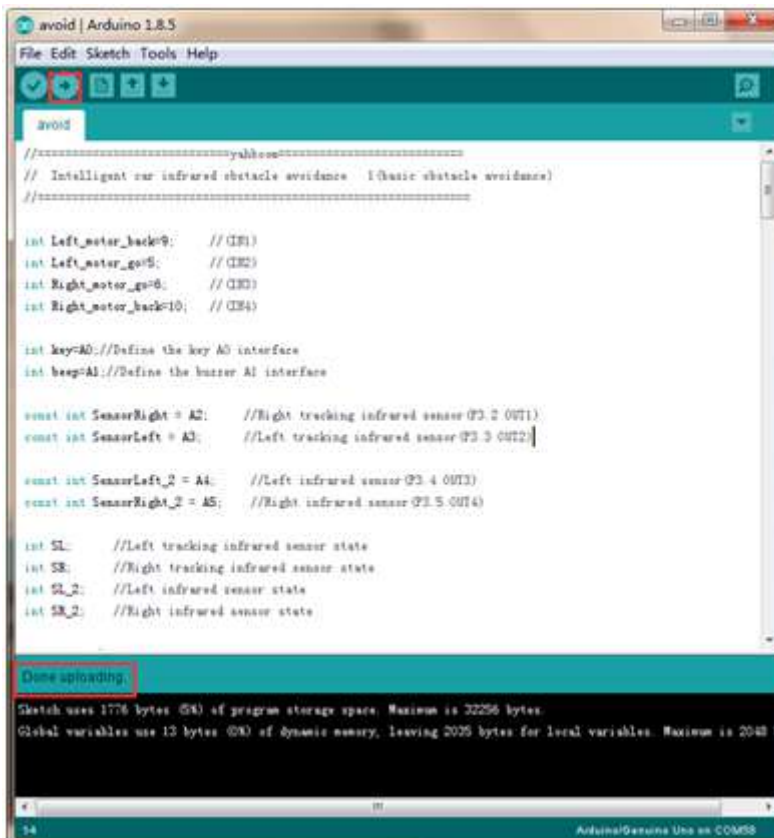 avoid | Arduino 1.8.5
File Edit Sketch Tools Help
avoid
//============================yahboom===========================
// Intelligent car infrared obstacle avoidance 1(basic obstacle avoidance)
//===============================================================
int Left_motor_back=9; //(IN1)
int Left_motor_go=5; //(IN2)
int Right_motor_go=6; //(IN3)
int Right_motor_back=10; //(IN4)
int key=A0;//Define the key A0 interface
int beep=A1;//Define the buzzer A1 interface
const int SensorRight = A2; //Right tracking infrared sensor(P3.2 OUT1)
const int SensorLeft = A3; //Left tracking infrared sensor(P3.3 OUT2)
const int SensorLeft_2 = A4; //Left infrared sensor(P3.4 OUT3)
const int SensorRight_2 = A5; //Right infrared sensor(P3.5 OUT4)
int SL; //Left tracking infrared sensor state
int SR; //Right tracking infrared sensor state
int SL_2; //Left infrared sensor state
int SR_2; //Right infrared sensor state
Done uploading.
Sketch uses 1776 bytes (5%) of program storage space. Maximum is 32256 bytes.
Global variables use 13 bytes (0%) of dynamic memory, leaving 2035 bytes for local variables. Maximum is 2048
14 Arduino/Genuino Uno on COM58